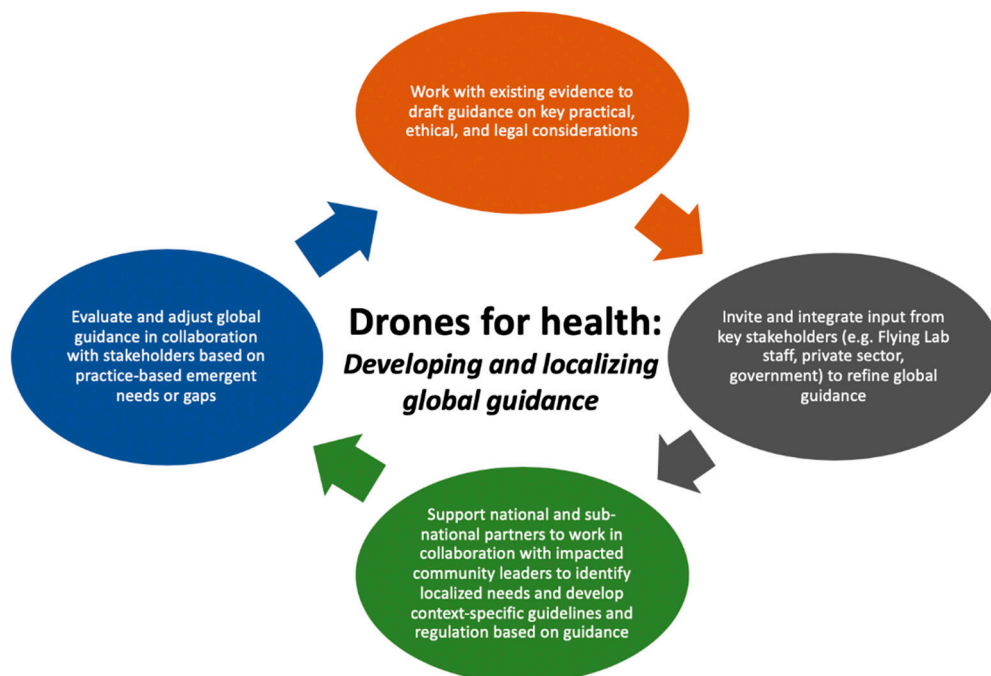 Work with existing evidence to
draft guidance on key practical,
ethical, and legal considerations
Evaluate and adjust global
guidance in collaboration
with stakeholders based on
practice-based emergent
needs or gaps
Drones for health:
Developing and localizing
global guidance
Invite and integrate input from
key stakeholders (e.g. Flying Lab
staff, private sector,
government) to refine global
guidance
Support national and sub-
national partners to work in
collaboration with impacted
community leaders to identify
localized needs and develop
context-specific guidelines and
regulation based on guidance